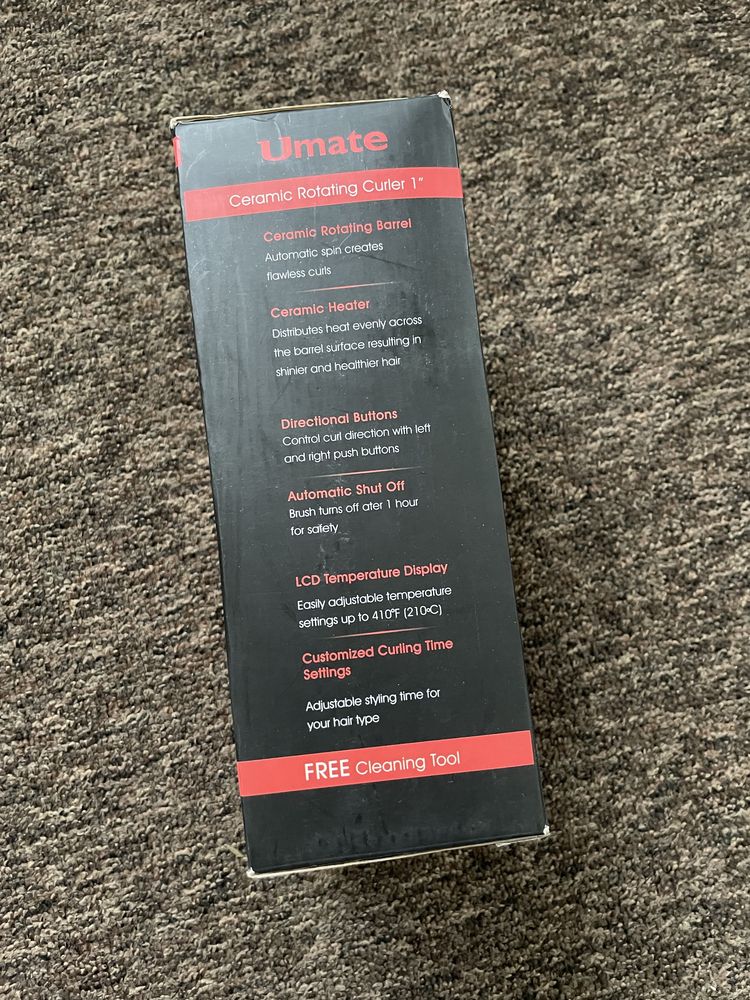 Umate
Ceramic Rotating Curler 1”
Ceramic Rotating Barrel
Automatic spin creates
flawless curls
Ceramic Heater
Distributes heat evenly across
the barrel surface resulting in
shinier and healthier hair
Directional Buttons
Control curl direction with left
and right push buttons
Automatic Shut Off
Brush turns off ater 1 hour
for safety
LCD Temperature Display
Easily adjustable temperature
settings up to 410°F (210ºC)
Customized Curling Time
Settings
Adjustable styling time for
your hair type
FREE Cleaning Tool